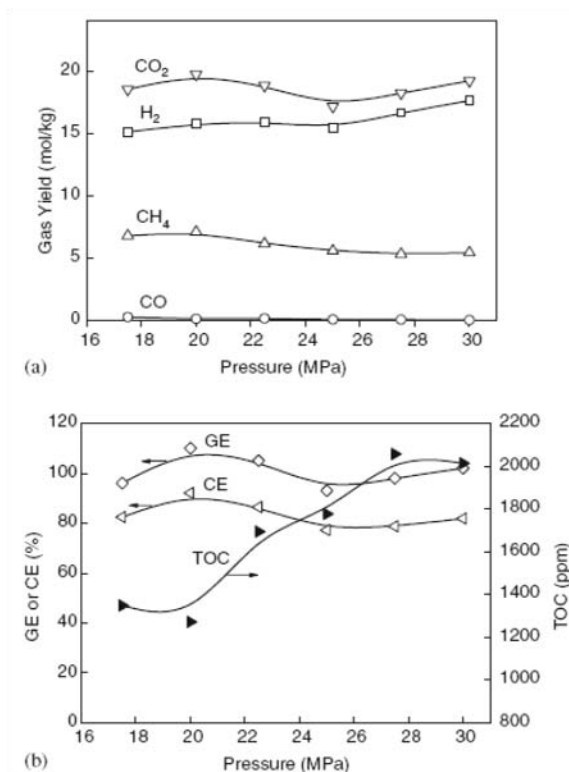 20
15
10
5
0
Gas Yield (mol/kg)
CO₂
H₂
CH₄
CO
16 18 20 22 24 26 28 30
Pressure (MPa)
(a)
120
100
80
60
40
20
0
GE or CE (%)
GE
CE
TOC
2200
2000
1800
1600
1400
1200
1000
800
TOC (ppm)
16 18 20 22 24 26 28 30
Pressure (MPa)
(b)